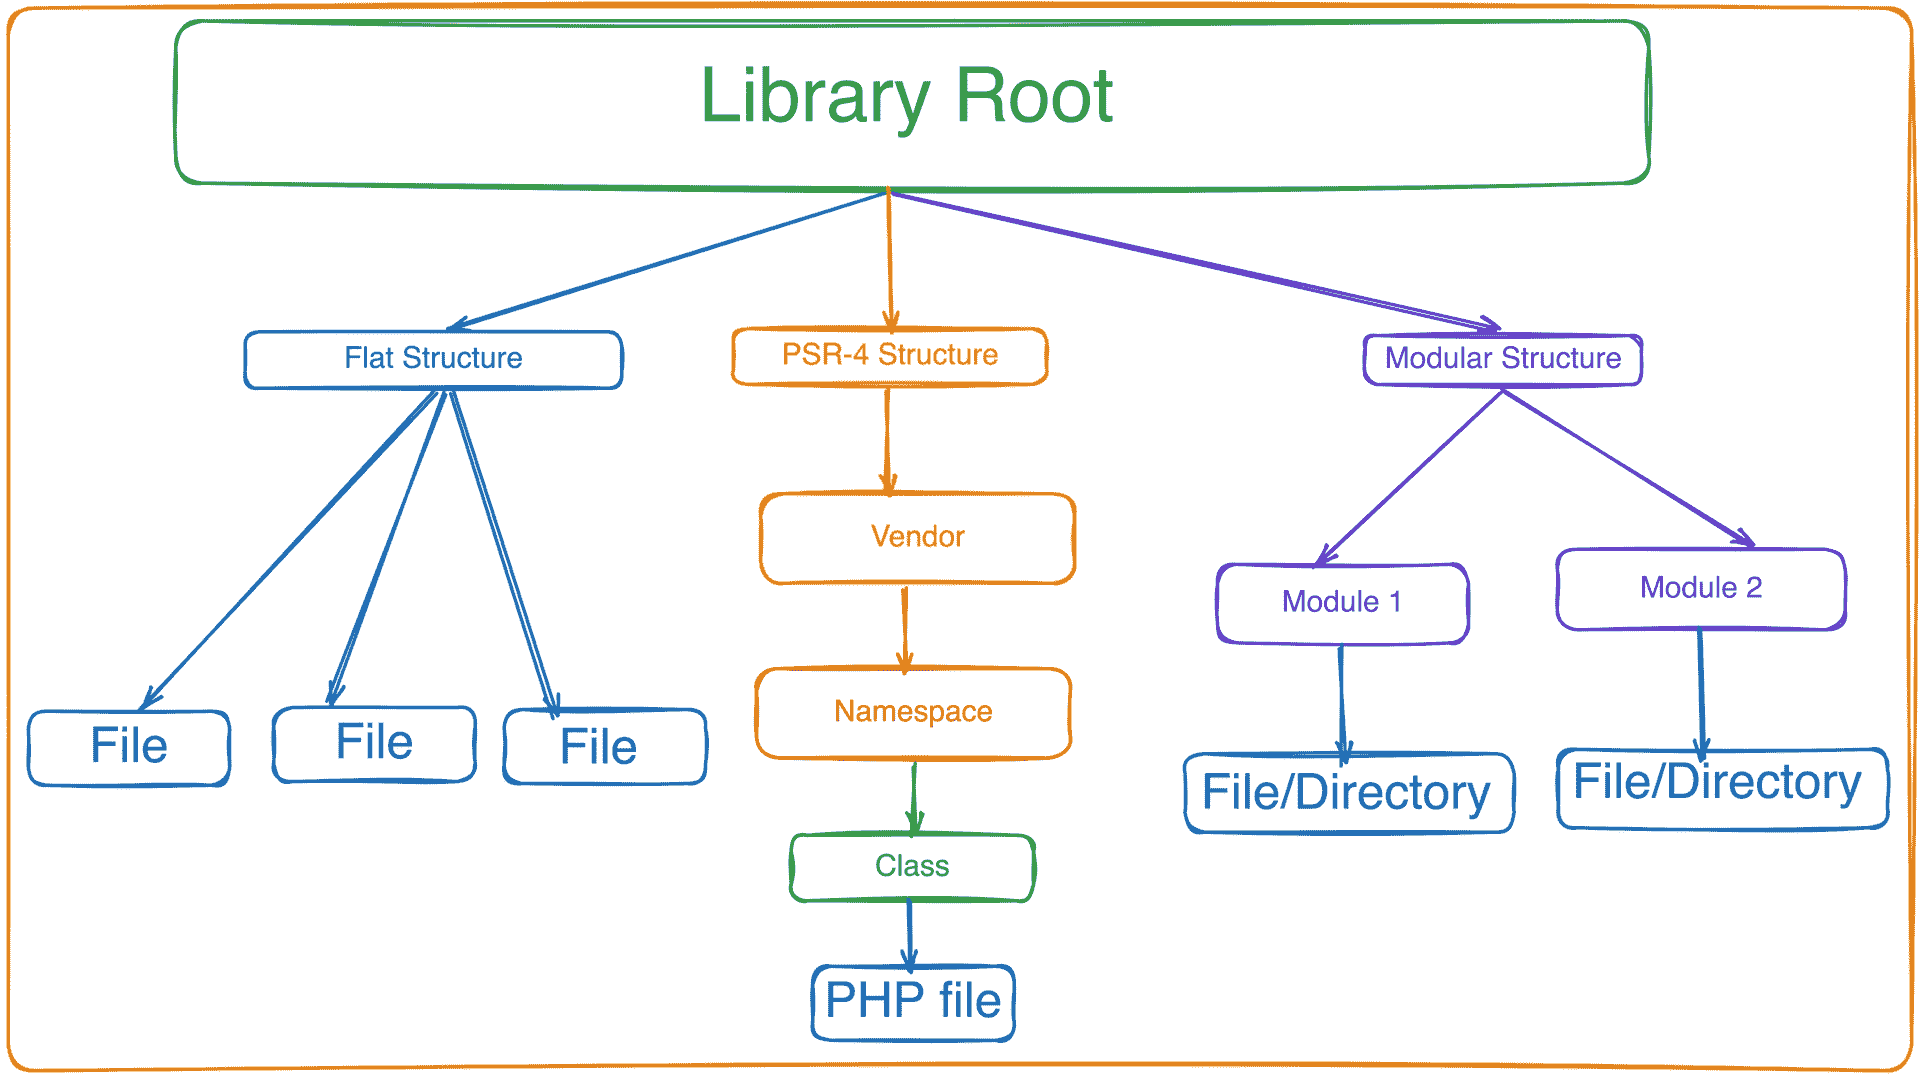 Library Root
Flat Structure
PSR-4 Structure
Modular Structure
Vendor
Module 1
Module 2
Namespace
File
File
File
File/Directory
File/Directory
Class
PHP file